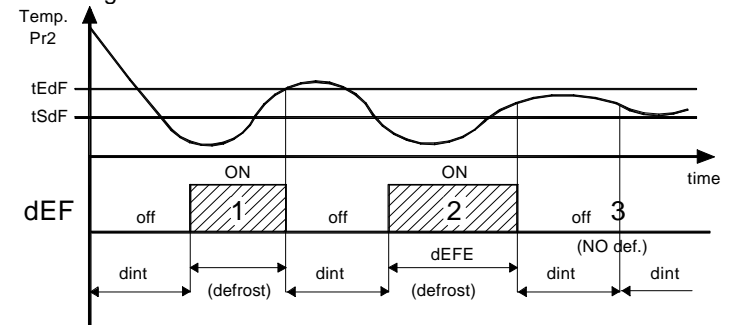 Temp.
Pr2
tEdF
tSdF
time
ON
ON
dEF
off
1
off
2
off
3
(NO def.)
dEFE
dint
(defrost)
dint
(defrost)
dint
dint